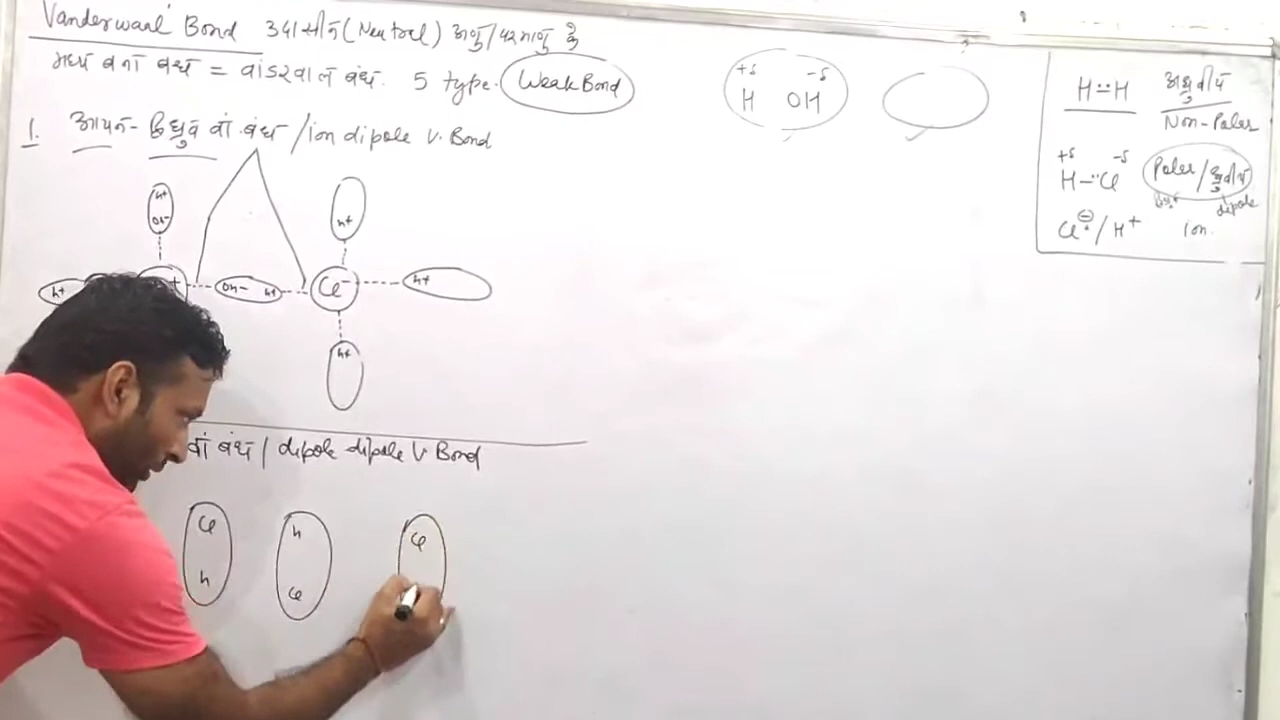 Vanderwaal' Bond उदासीन (Neutral) अणु/परमाणु के
मध्य बना बंध = वांडरवाल बंध. 5 type. Weak Bond
1. आयन-द्विध्रुव वां. बंध / ion dipole V. Bond
h+
OH-
h+
h+
+
OH- h+
Cl-
h+
h+
वां बंध / dipole dipole V. Bond
Cl
h
h
Cl
Cl
+δ -δ
H OH
H–H अध्रुवीय
Non-Polar
+δ -δ
H–Cl Polar / ध्रुवीय
dipole
Cl⊖ / H+ ion.